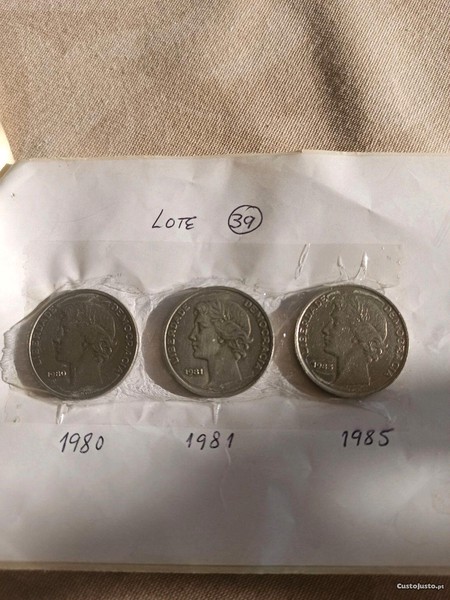 LOTE 39
LIBERDADE DEMOCRACIA
1980
LIBERDADE DEMOCRACIA
1981
LIBERDADE DEMOCRACIA
1985
1980 1981 1985
CustoJusto.pt